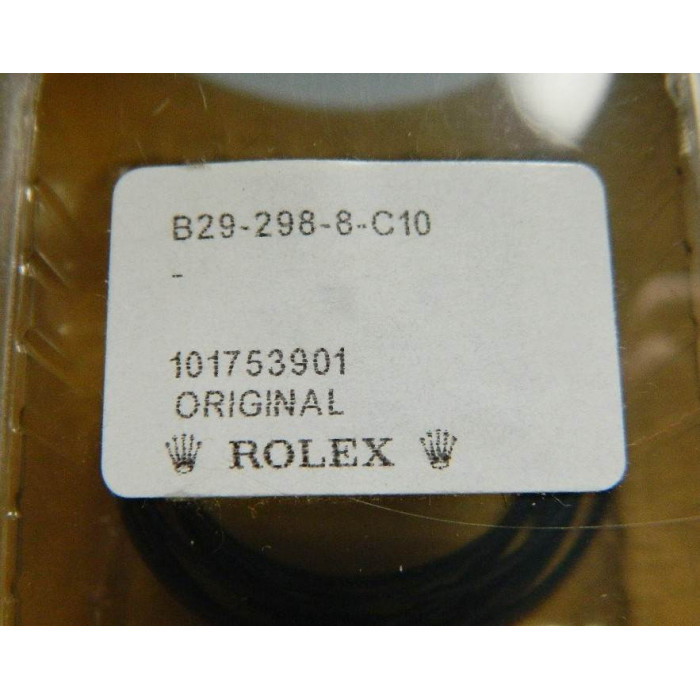 B29-298-8-C10
-
101753901
ORIGINAL
ROLEX